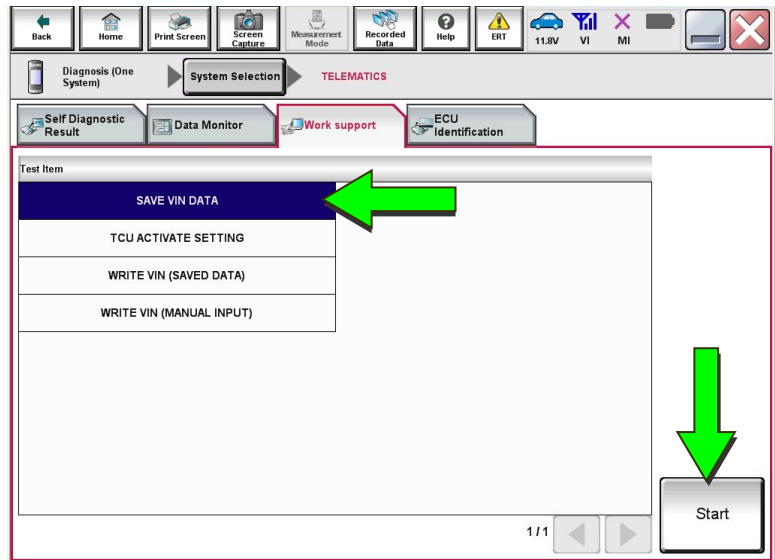 Back
Home
Print Screen
Screen
Capture
Measurement
Mode
Recorded
Data
Help
ERT
11.8V
VI
MI
Diagnosis (One
System)
System Selection
TELEMATICS
Self Diagnostic
Result
Data Monitor
Work support
ECU
Identification
Test Item
SAVE VIN DATA
TCU ACTIVATE SETTING
WRITE VIN (SAVED DATA)
WRITE VIN (MANUAL INPUT)
1/1
Start